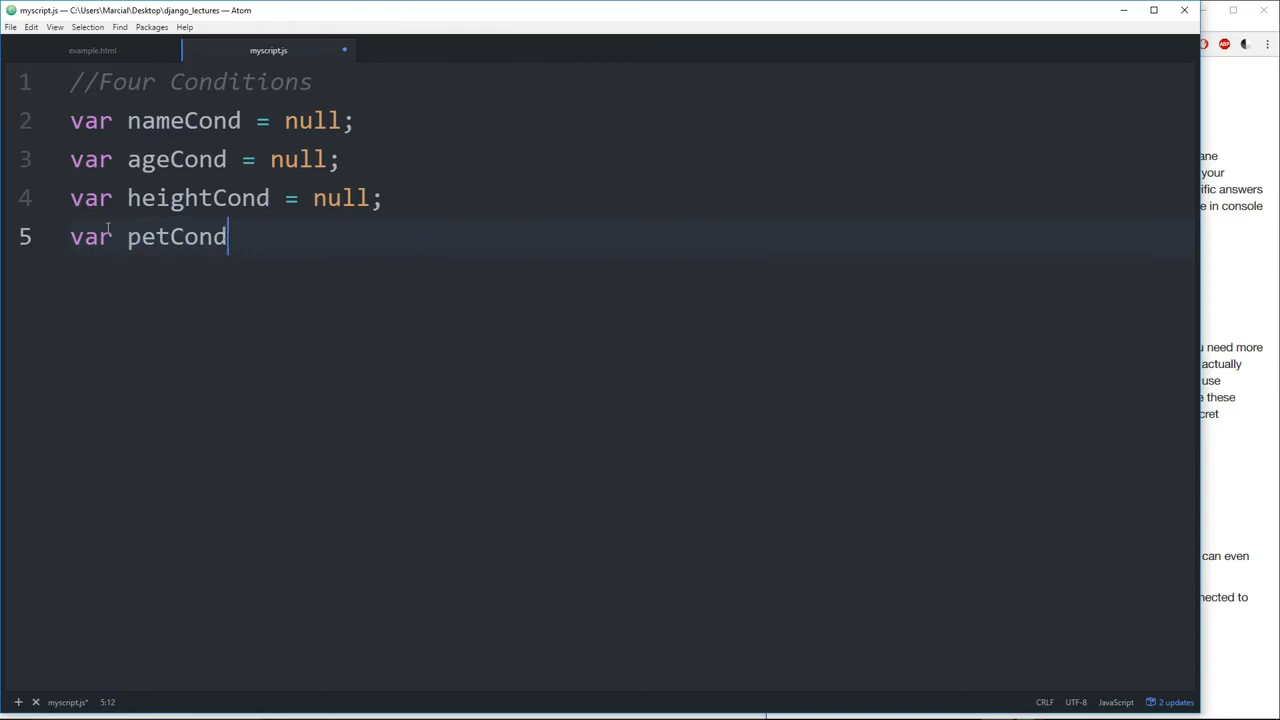 myscript.js — C:\Users\Marcial\Desktop\django_lectures — Atom
File Edit View Selection Find Packages Help
example.html myscript.js
1 //Four Conditions
2 var nameCond = null;
3 var ageCond = null;
4 var heightCond = null;
5 var petCond
ABP
ane
your
ific answers
e in console
u need more
actually
use
e these
cret
can even
nected to
+ × myscript.js* 5:12 CRLF UTF-8 JavaScript 2 updates